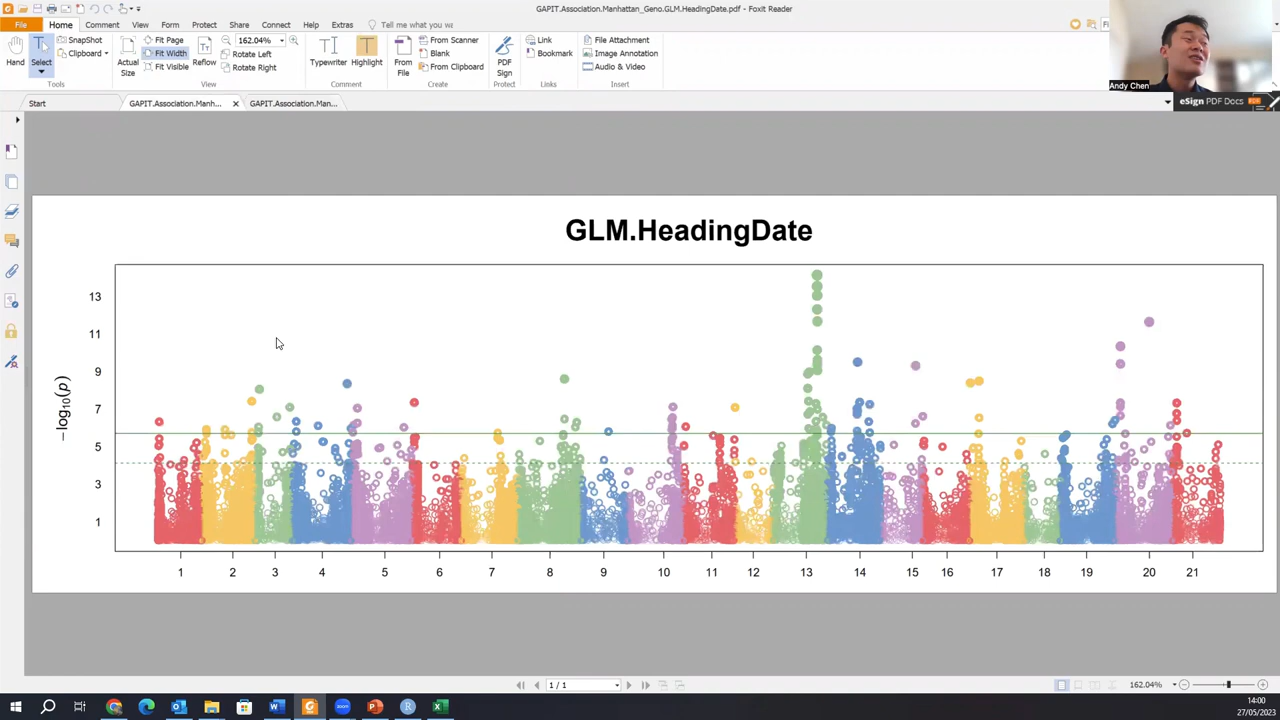 GAPIT.Association.Manhattan_Geno.GLM.HeadingDate.pdf - Foxit Reader
File Home Comment View Form Protect Share Connect Help Extras Tell me what you wa
Hand
Select
SnapShot
Clipboard
Tools
Actual Size
Fit Page
Fit Width
Fit Visible
Reflow
162.04%
Rotate Left
Rotate Right
View
Typewriter
Highlight
Comment
From File
From Scanner
Blank
From Clipboard
Create
PDF Sign
Protect
Link
Bookmark
Links
File Attachment
Image Annotation
Audio & Video
Insert
Andy Chen
Start GAPIT.Association.Manh... GAPIT.Association.Man... eSign PDF Docs
GLM.HeadingDate
−log10(p)
13
11
9
7
5
3
1
1 2 3 4 5 6 7 8 9 10 11 12 13 14 15 16 17 18 19 20 21
1 / 1 162.04%
14:00
27/05/2023